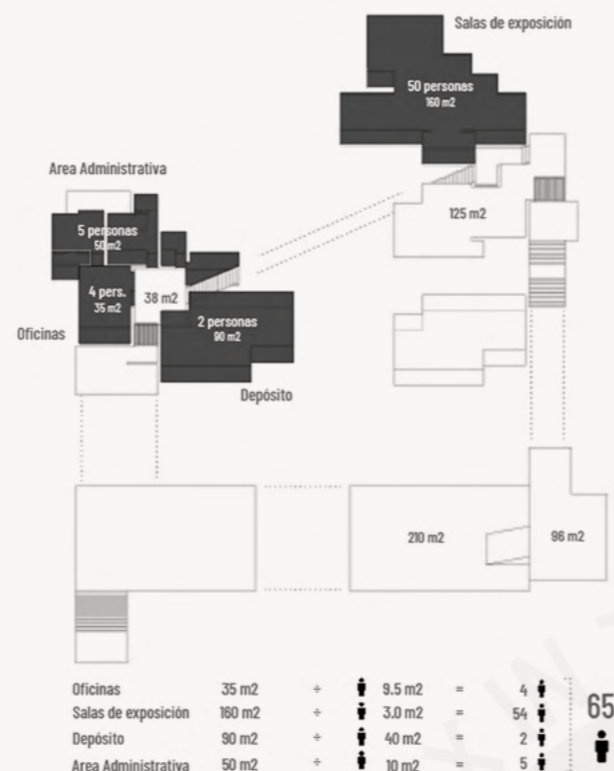 Salas de exposición
50 personas
160 m2
Area Administrativa
125 m2
5 personas
50 m2
4 pers.
35 m2
38 m2
2 personas
90 m2
Oficinas
Depósito
210 m2
96 m2
Oficinas 35 m2 ÷ 9.5 m2 = 4
Salas de exposición 160 m2 ÷ 3.0 m2 = 54
Depósito 90 m2 ÷ 40 m2 = 2
Area Administrativa 50 m2 ÷ 10 m2 = 5
65